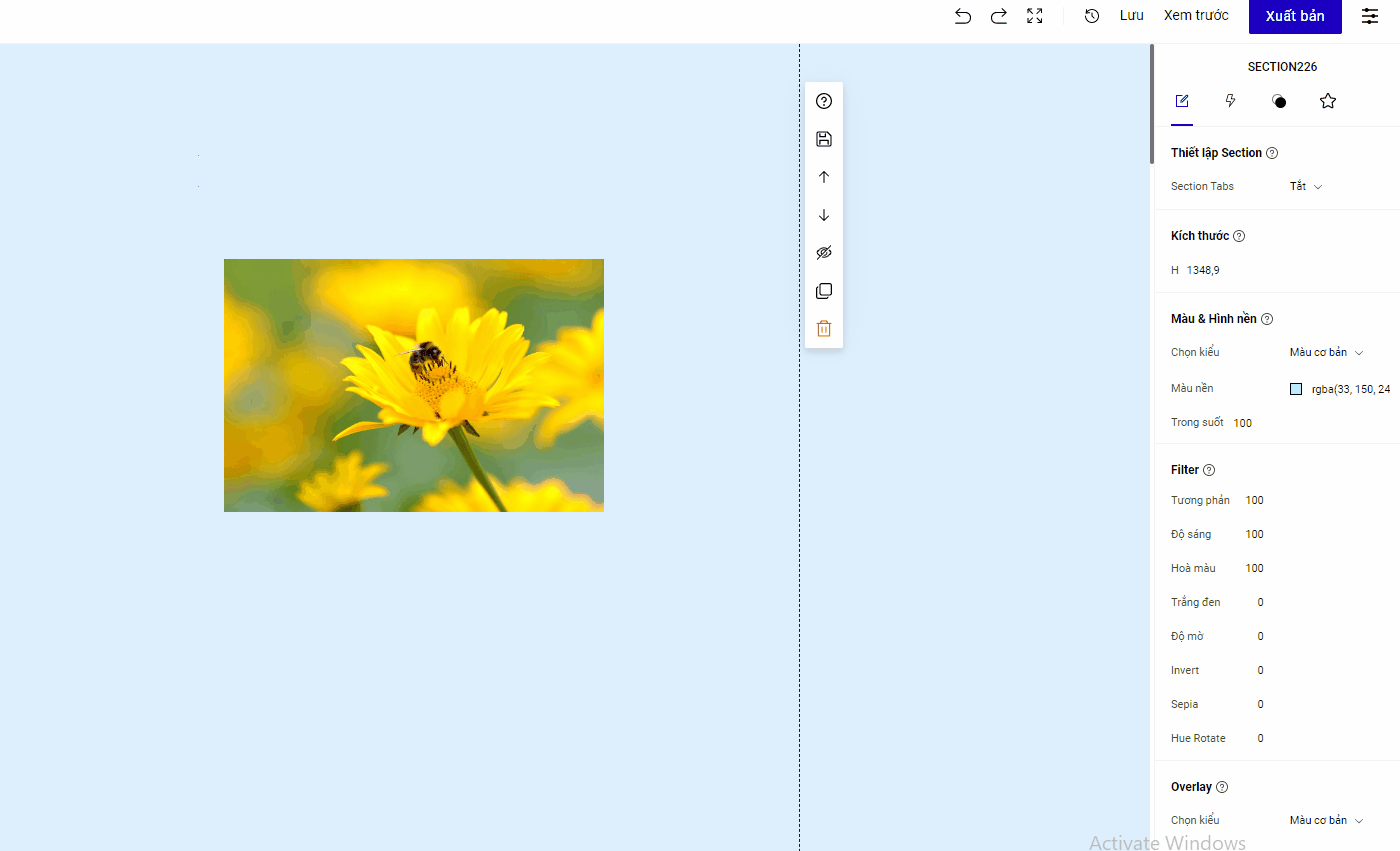 Lưu
Xem trước
Xuất bản
SECTION226
Thiết lập Section
Section Tabs Tắt
Kích thước
H 1348,9
Màu & Hình nền
Chọn kiểu Màu cơ bản
Màu nền rgba(33, 150, 24
Trong suốt 100
Filter
Tương phản 100
Độ sáng 100
Hoà màu 100
Trắng đen 0
Độ mờ 0
Invert 0
Sepia 0
Hue Rotate 0
Overlay
Chọn kiểu Màu cơ bản
Activate Windows